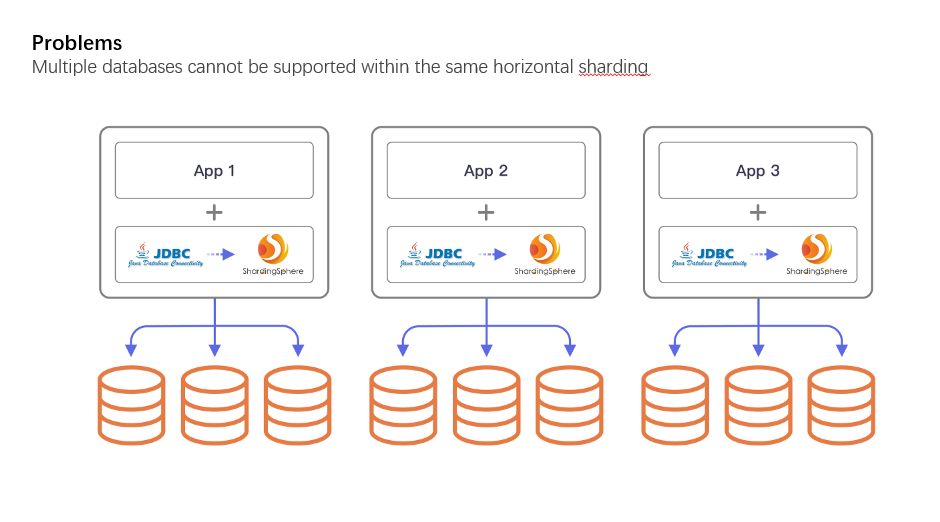 Problems
Multiple databases cannot be supported within the same horizontal sharding
App 1
App 2
App 3
+
+
+
JDBC
Java Database Connectivity
ShardingSphere
JDBC
Java Database Connectivity
ShardingSphere
JDBC
Java Database Connectivity
ShardingSphere